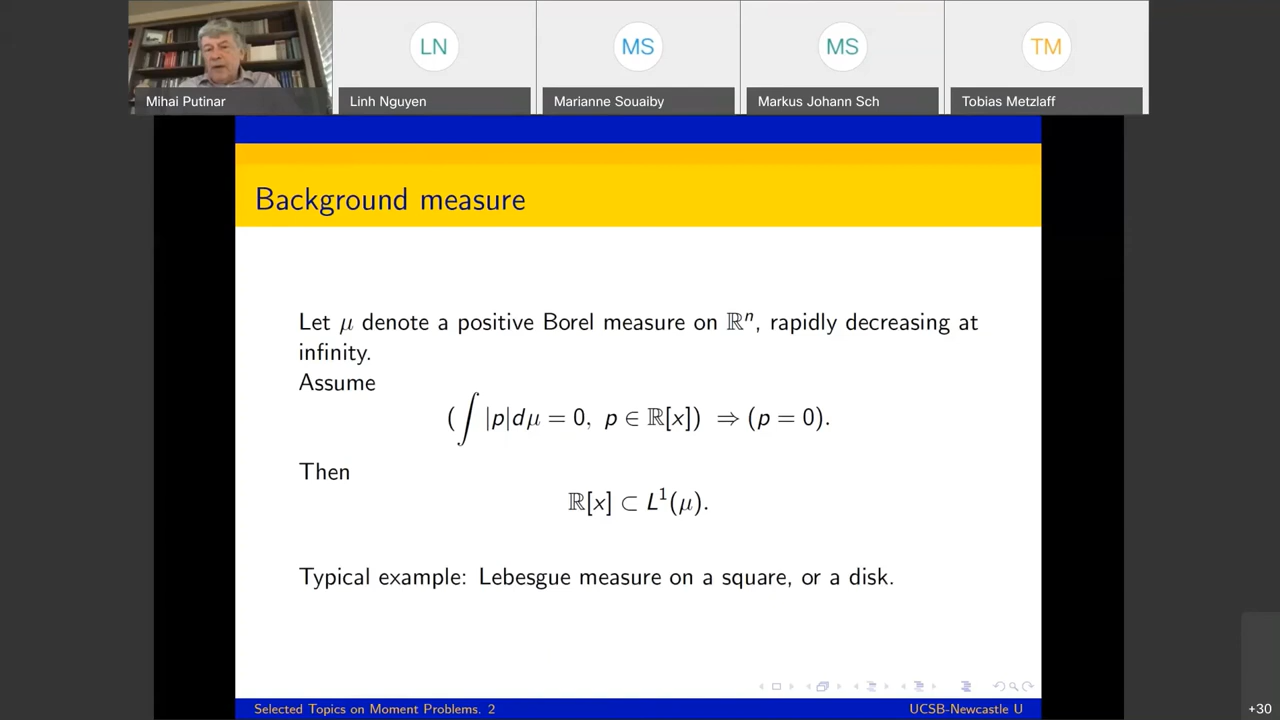 LN
MS
MS
TM
Mihai Putinar
Linh Nguyen
Marianne Souaiby
Markus Johann Sch
Tobias Metzlaff
Background measure
Let μ denote a positive Borel measure on ℝⁿ, rapidly decreasing at
infinity.
Assume
(∫ |p|dμ = 0, p ∈ ℝ[x]) ⇒ (p = 0).
Then
ℝ[x] ⊂ L¹(μ).
Typical example: Lebesgue measure on a square, or a disk.
Selected Topics on Moment Problems. 2
UCSB-Newcastle U
+30